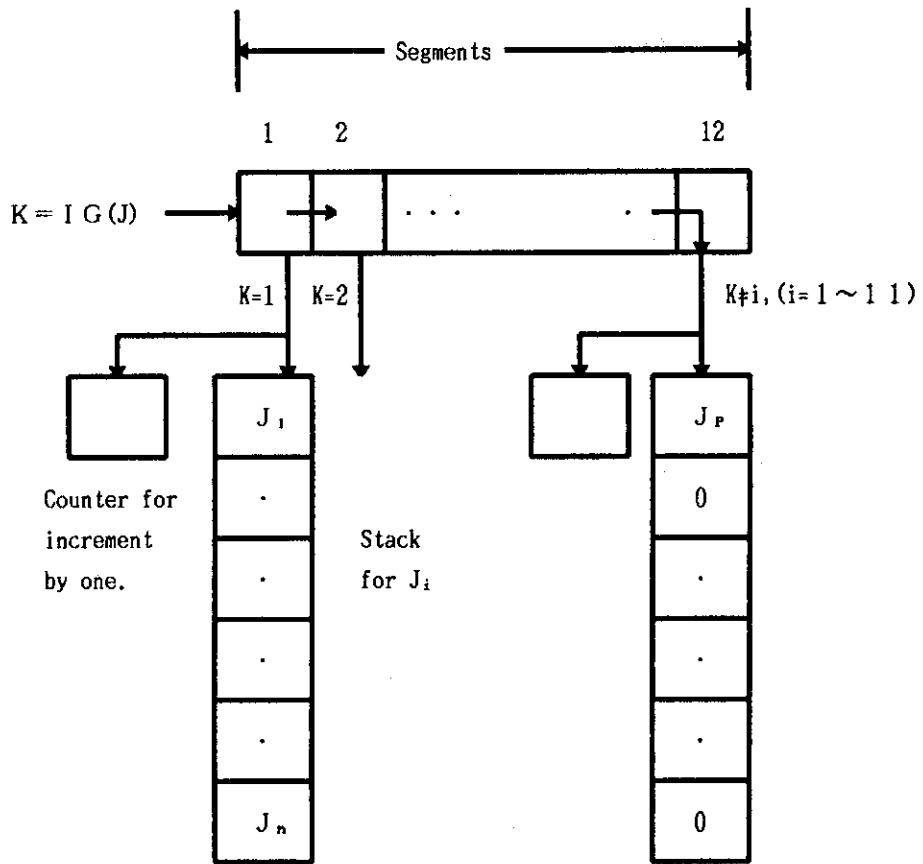 Segments
1 2 12
K = I G (J) · · · ·
K=1 K=2 K≠i, (i= 1 ~ 1 1 )
J₁ J_P
Counter for · 0
increment · Stack ·
by one. for Jᵢ
· ·
· ·
Jₙ 0